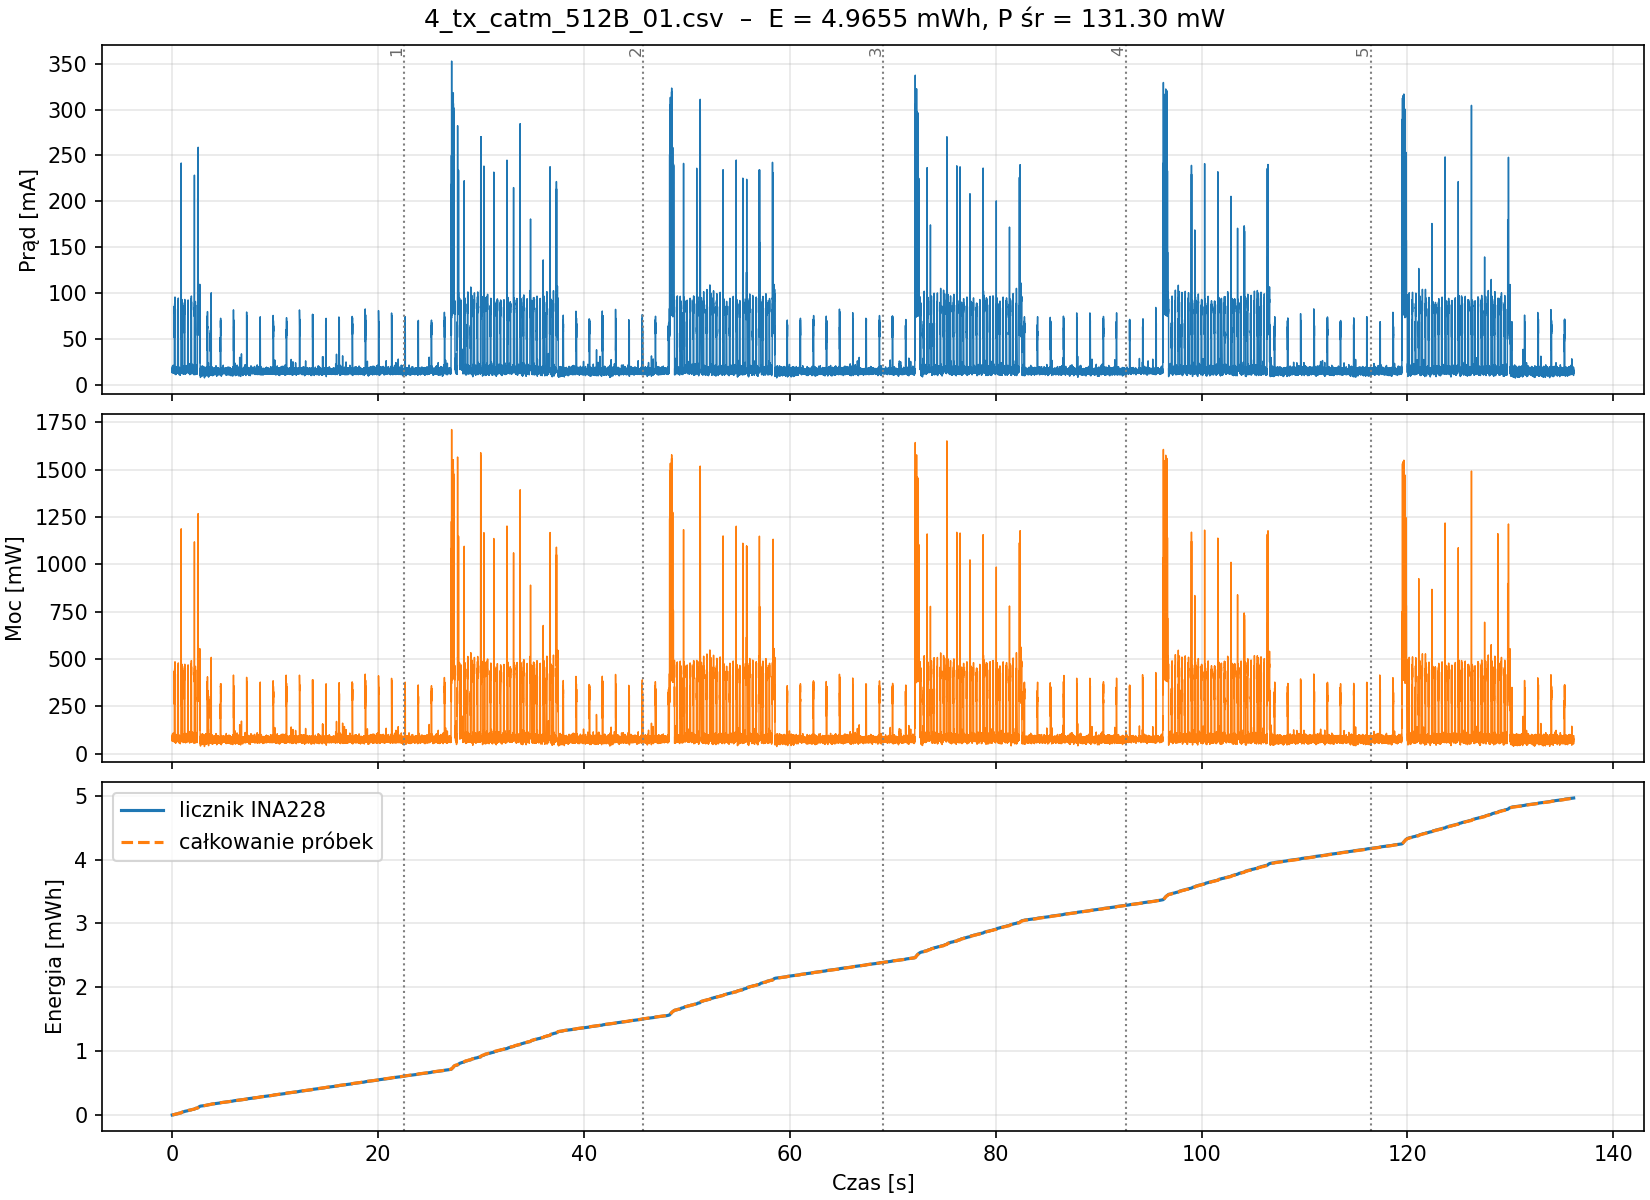 4_tx_catm_512B_01.csv – E = 4.9655 mWh, P śr = 131.30 mW
1 2 3 4 5
350
300
250
200
150
100
50
0
Prąd [mA]
1750
1500
1250
1000
750
500
250
0
Moc [mW]
licznik INA228
całkowanie próbek
5
4
3
2
1
0
Energia [mWh]
0 20 40 60 80 100 120 140
Czas [s]